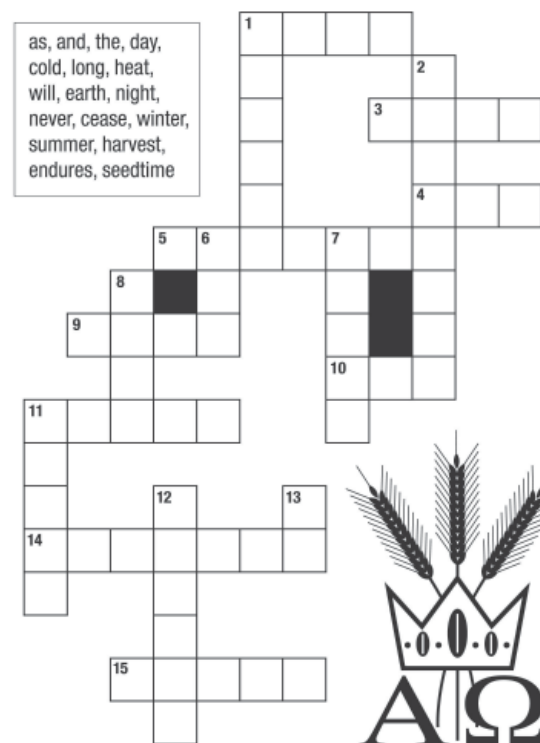 as, and, the, day,
cold, long, heat,
will, earth, night,
never, cease, winter,
summer, harvest,
endures, seedtime
1
2
3
4
5 6 7
8
9
10
11
12 13
14
15
Α Ω